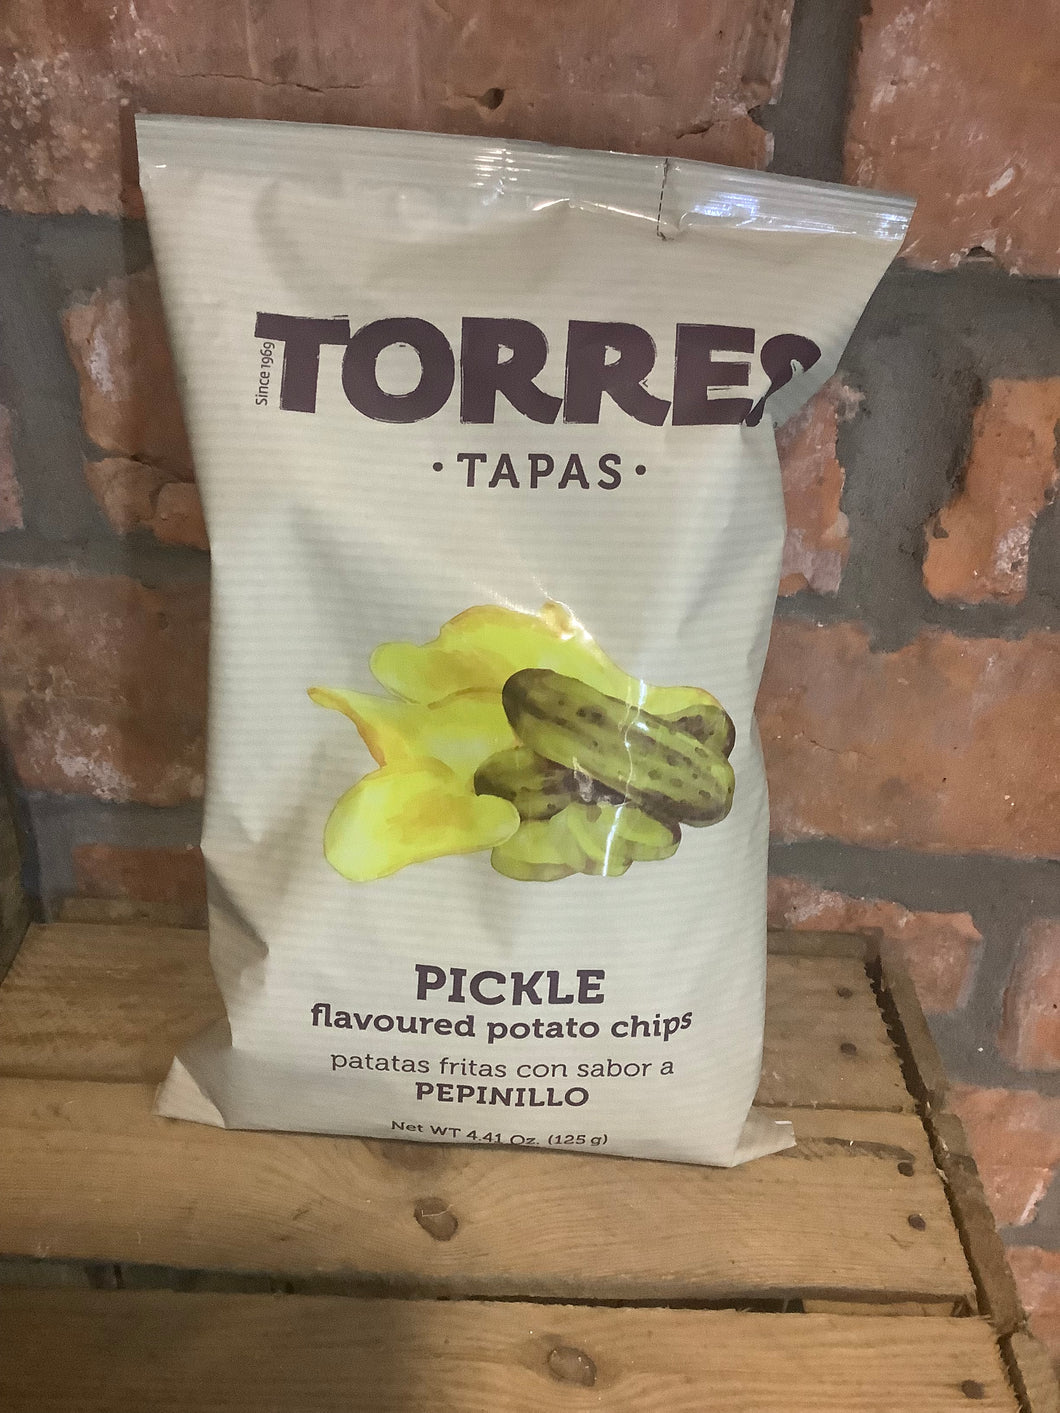 Since 1969
TORRES
· TAPAS ·
PICKLE
flavoured potato chips
patatas fritas con sabor a
PEPINILLO
Net WT 4.41 Oz. (125 g)